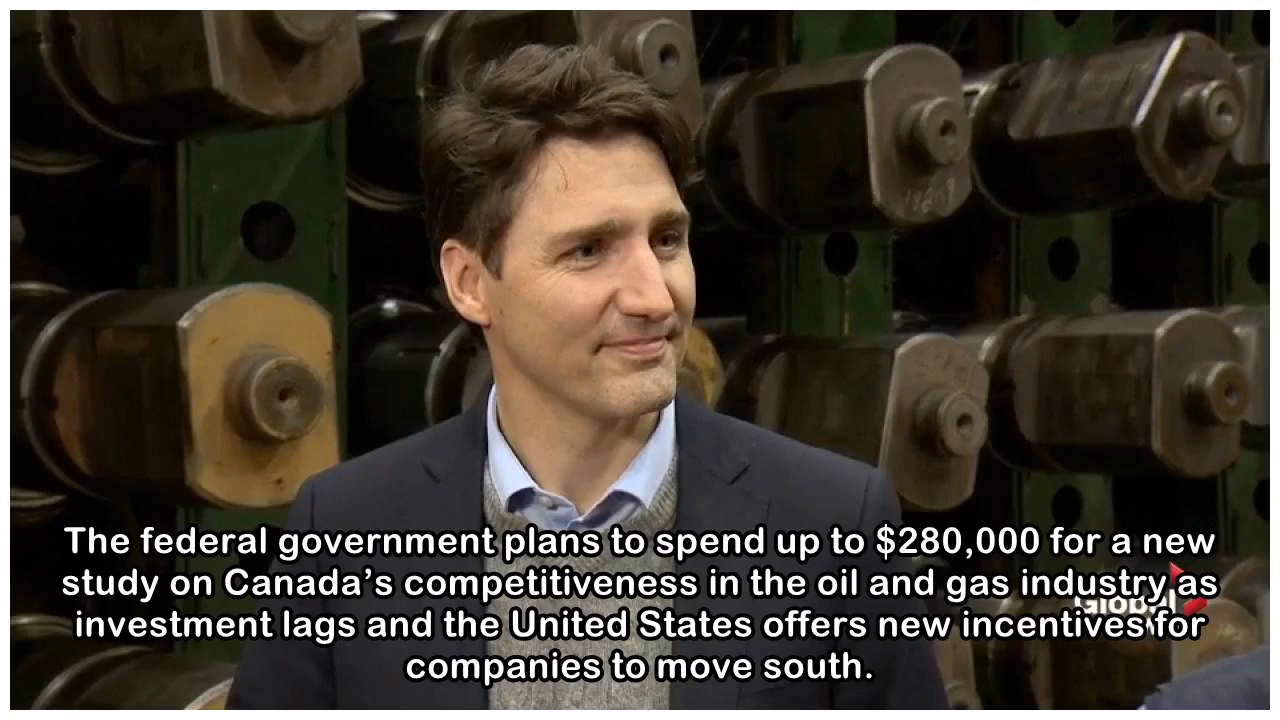 The federal government plans to spend up to $280,000 for a new
study on Canada’s competitiveness in the oil and gas industry as
investment lags and the United States offers new incentives for
companies to move south.
Global